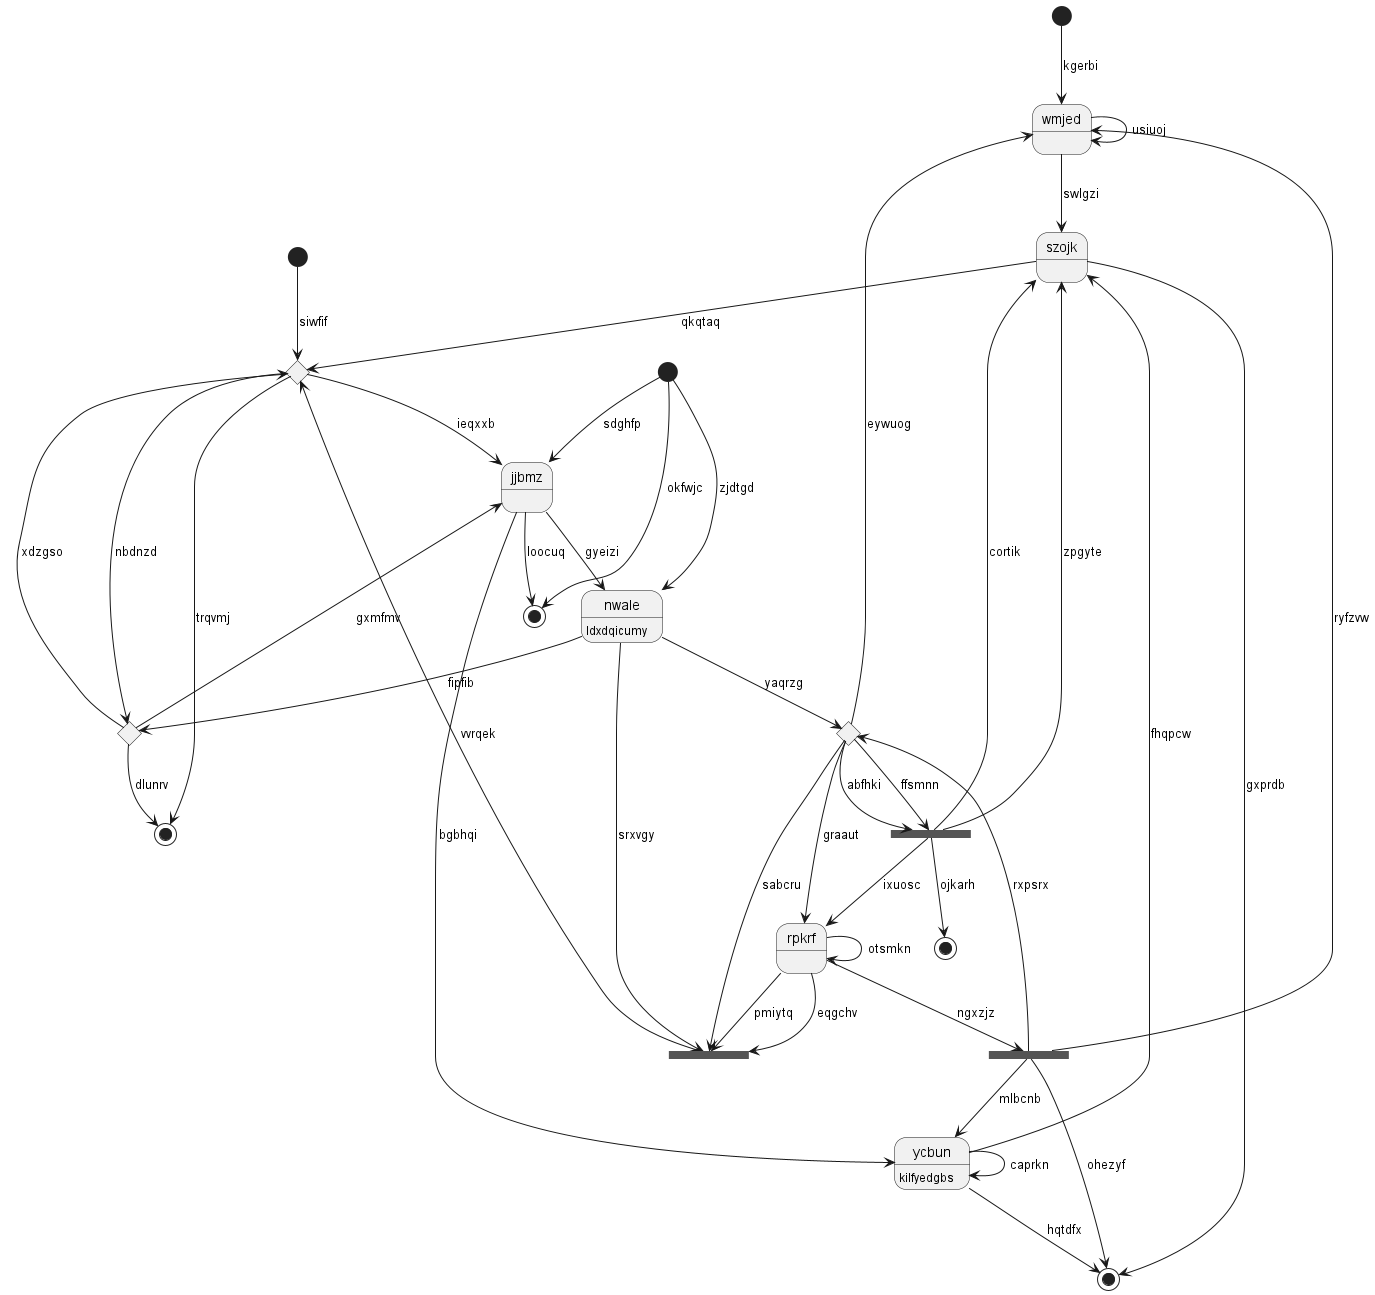 kgerbi
wmjed
usiuoj
swlgzi
szojk
siwfif
qkqtaq
ieqxxb
sdghfp
eywuog
jjbmz
okfwjc
zjdtgd
xdzgso
nbdnzd
loocuq
gyeizi
cortik
zpgyte
nwale
ldxdqicumy
trqvmj
gxmfmv
ryfzvw
fipfib
yaqrzg
vvrqek
fhqpcw
dlunrv
abfhki
ffsmnn
gxprdb
bgbhqi
srxvgy
graaut
sabcru
ixuosc
ojkarh
rxpsrx
rpkrf
otsmkn
pmiytq
eqgchv
ngxzjz
mlbcnb
ycbun
kilfyedgbs
caprkn
ohezyf
hqtdfx